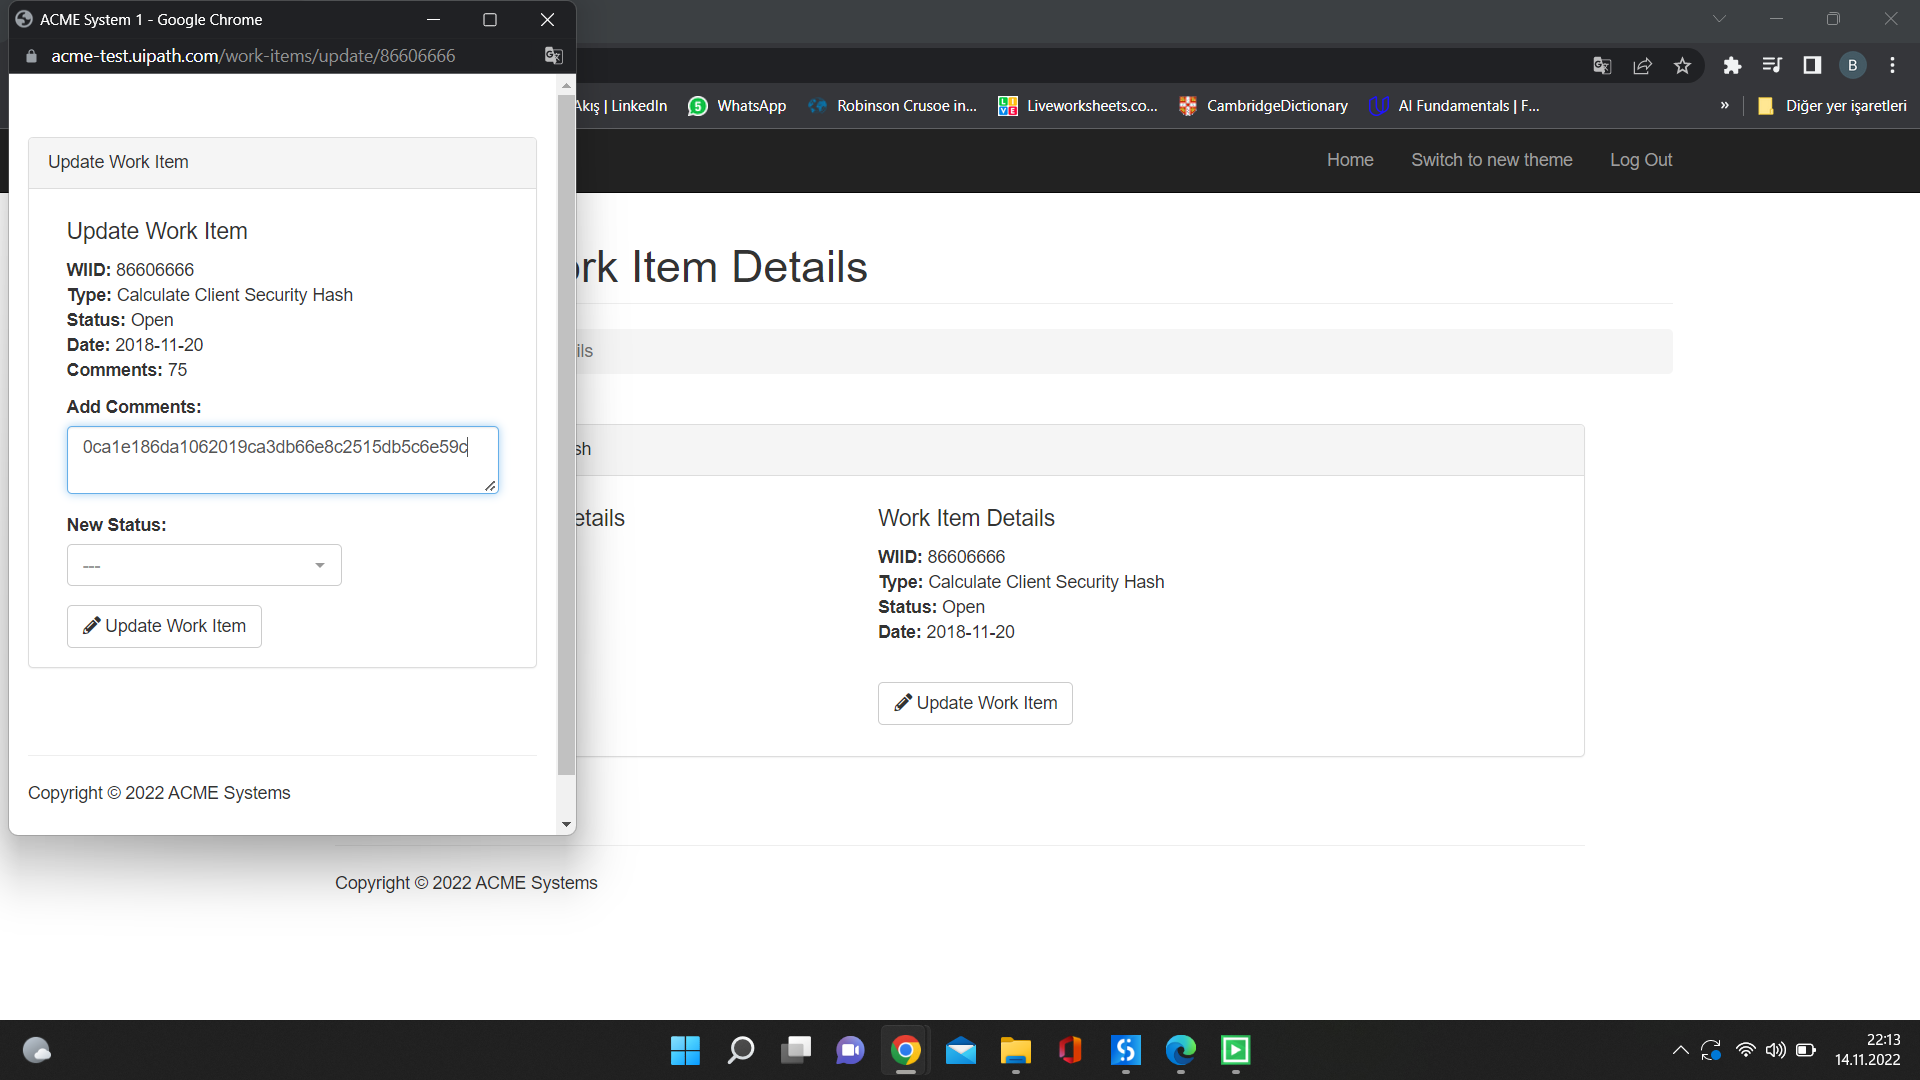 ACME System 1 - Google Chrome
acme-test.uipath.com/work-items/update/86606666
Update Work Item
Update Work Item
WIID: 86606666
Type: Calculate Client Security Hash
Status: Open
Date: 2018-11-20
Comments: 75
Add Comments:
0ca1e186da1062019ca3db66e8c2515db5c6e59c
New Status:
---
Update Work Item
Copyright © 2022 ACME Systems
B
Akış | LinkedIn
5 WhatsApp
Robinson Crusoe in...
LIVE Liveworksheets.co...
CambridgeDictionary
AI Fundamentals | F...
»
Diğer yer işaretleri
Home
Switch to new theme
Log Out
rk Item Details
ils
sh
etails
Work Item Details
WIID: 86606666
Type: Calculate Client Security Hash
Status: Open
Date: 2018-11-20
Update Work Item
Copyright © 2022 ACME Systems
22:13
14.11.2022